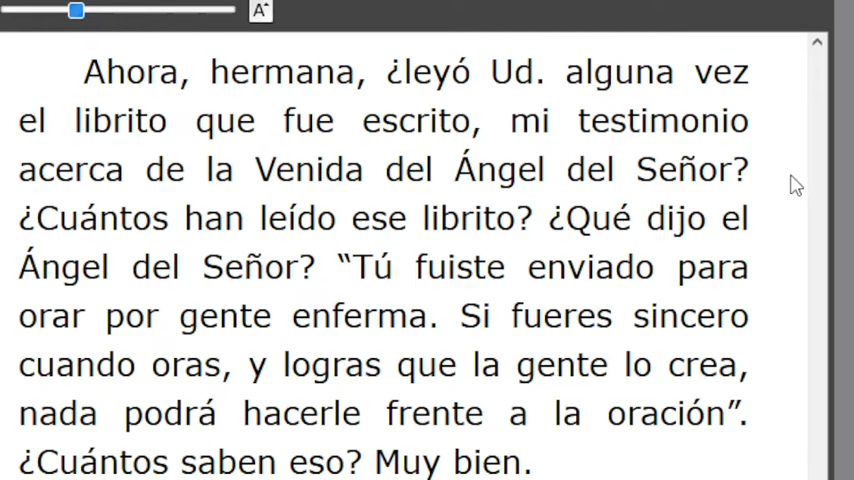 A
Ahora, hermana, ¿leyó Ud. alguna vez
el librito que fue escrito, mi testimonio
acerca de la Venida del Ángel del Señor?
¿Cuántos han leído ese librito? ¿Qué dijo el
Ángel del Señor? “Tú fuiste enviado para
orar por gente enferma. Si fueres sincero
cuando oras, y logras que la gente lo crea,
nada podrá hacerle frente a la oración”.
¿Cuántos saben eso? Muy bien.